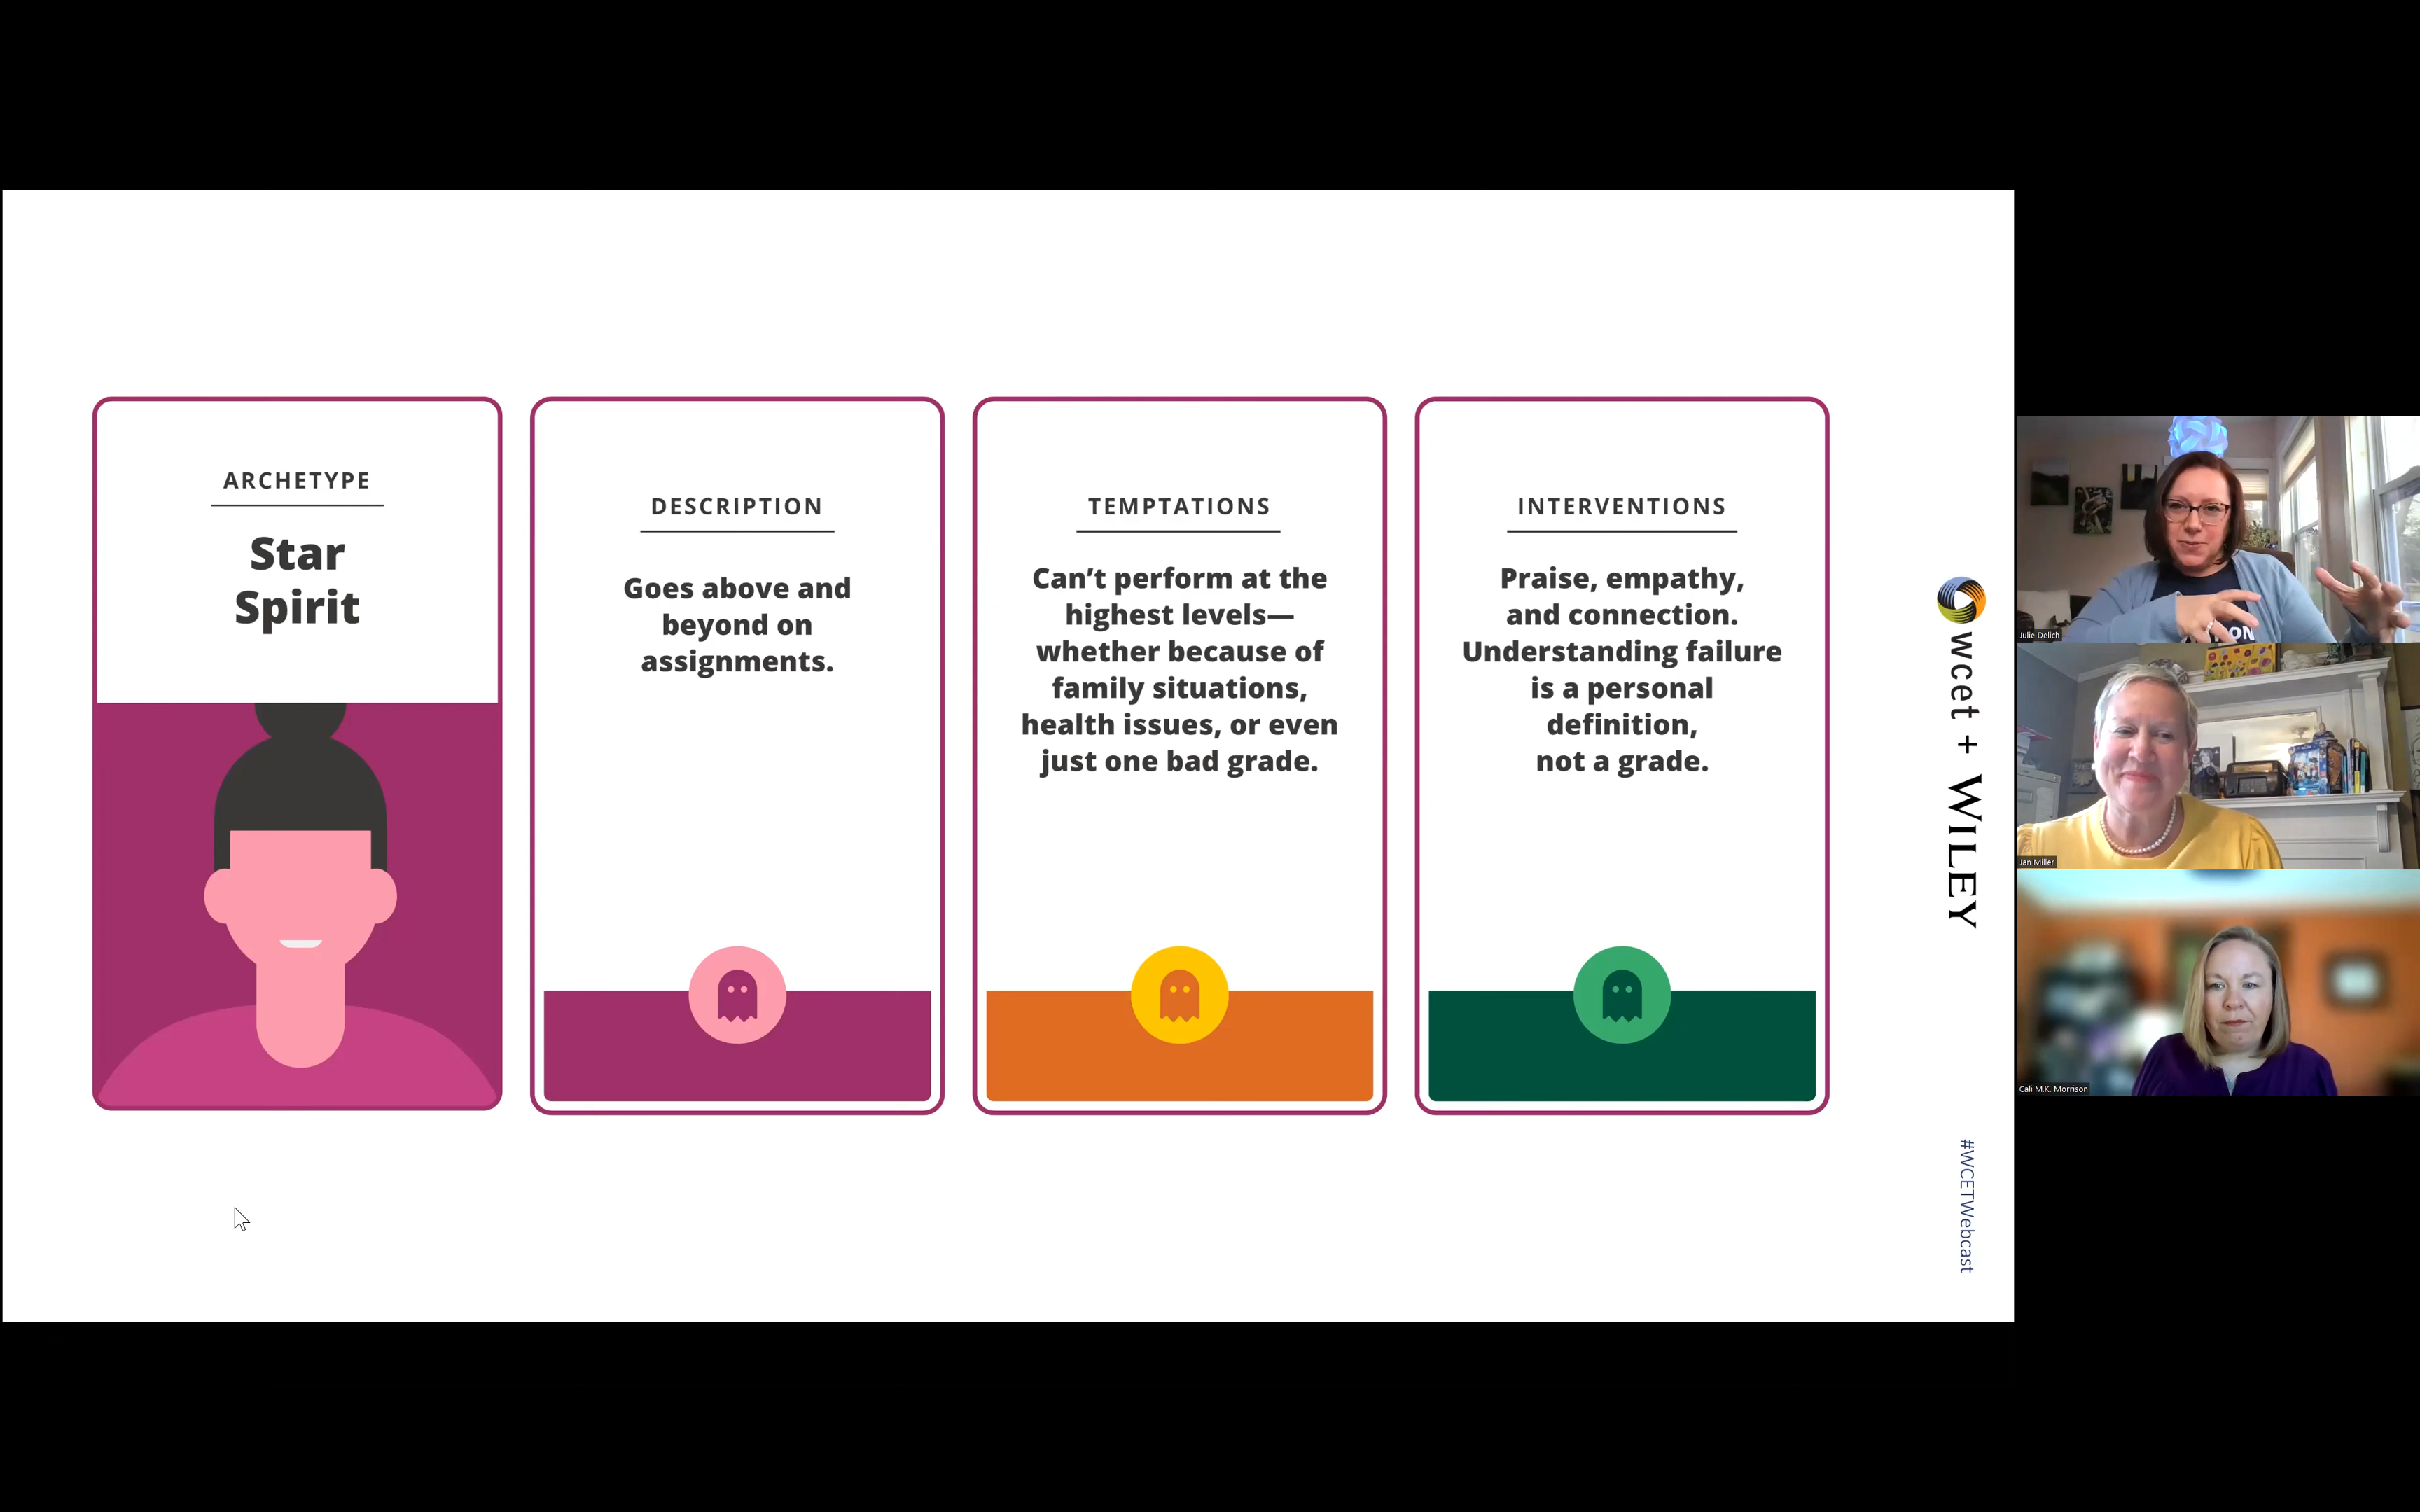 ARCHETYPE
Star
Spirit
DESCRIPTION
Goes above and
beyond on
assignments.
TEMPTATIONS
Can’t perform at the
highest levels—
whether because of
family situations,
health issues, or even
just one bad grade.
INTERVENTIONS
Praise, empathy,
and connection.
Understanding failure
is a personal
definition,
not a grade.
wcet + WILEY
#WCETWebcast
Julie Delich
Jan Miller
Cali M.K. Morrison